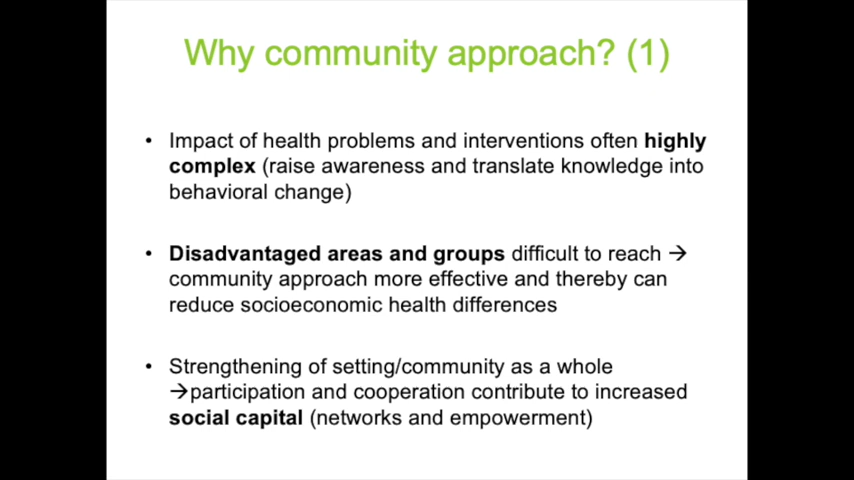 Why community approach? (1)
• Impact of health problems and interventions often highly
complex (raise awareness and translate knowledge into
behavioral change)
• Disadvantaged areas and groups difficult to reach →
community approach more effective and thereby can
reduce socioeconomic health differences
• Strengthening of setting/community as a whole
→participation and cooperation contribute to increased
social capital (networks and empowerment)